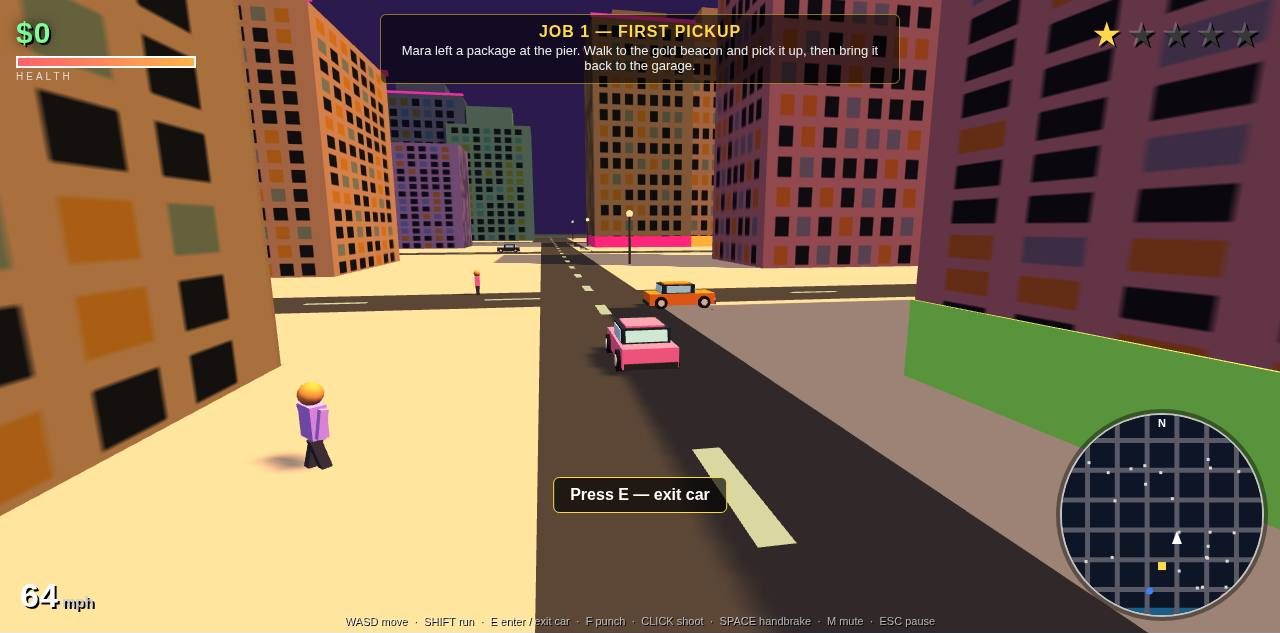 $0
HEALTH
JOB 1 — FIRST PICKUP
Mara left a package at the pier. Walk to the gold beacon and pick it up, then bring it
back to the garage.
N
Press E — exit car
64 mph
WASD move · SHIFT run · E enter / exit car · F punch · CLICK shoot · SPACE handbrake · M mute · ESC pause